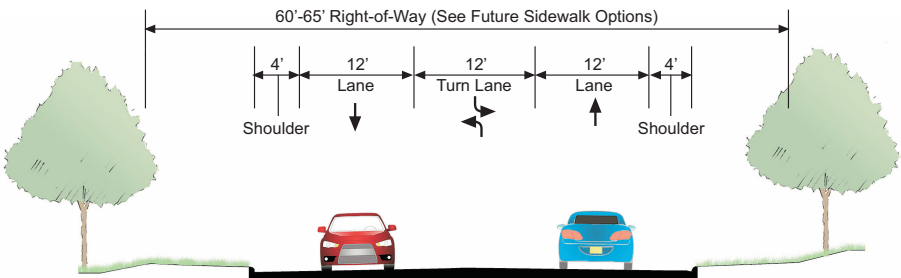 60'-65' Right-of-Way (See Future Sidewalk Options)
4' 12' 12' 12' 4'
Lane Turn Lane Lane
Shoulder Shoulder